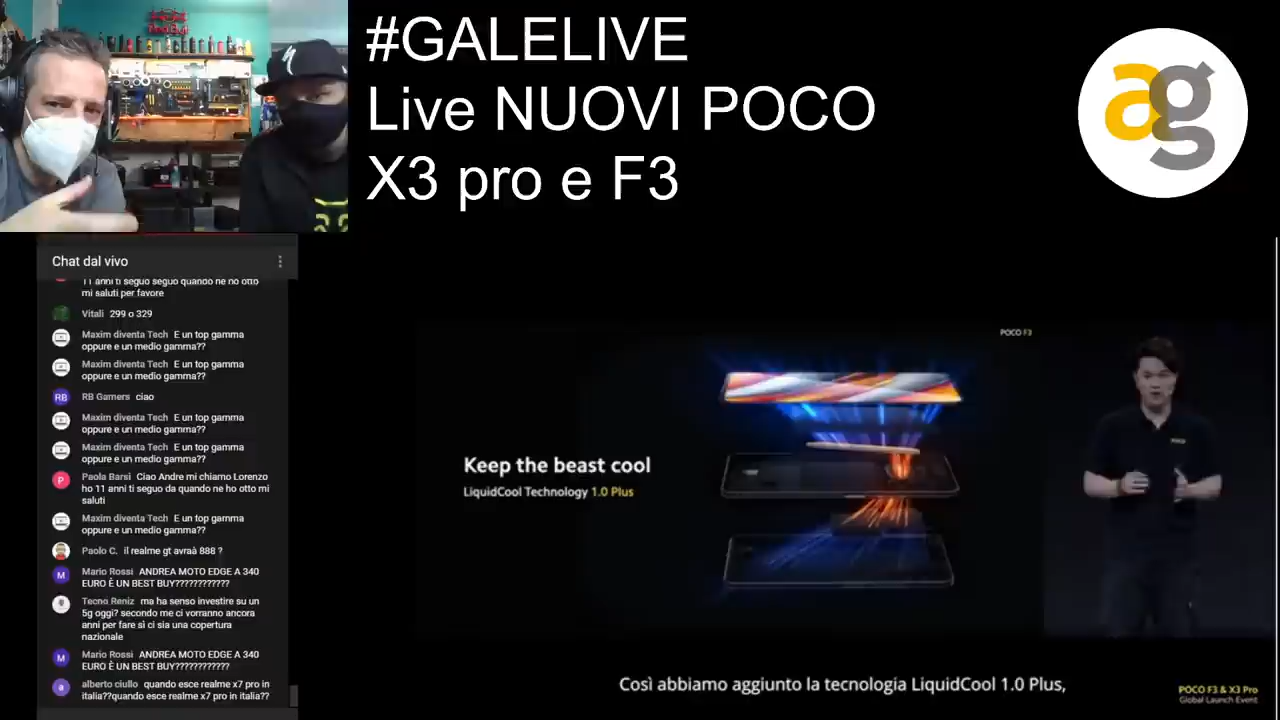 #GALELIVE
Live NUOVI POCO
X3 pro e F3
ag
Chat dal vivo
11 anni ti seguo seguo quando ne ho otto
mi saluti per favore
Vitali 299 o 329
Maxim diventa Tech E un top gamma
oppure e un medio gamma??
Maxim diventa Tech E un top gamma
oppure e un medio gamma??
RB RB Gamers ciao
Maxim diventa Tech E un top gamma
oppure e un medio gamma??
Maxim diventa Tech E un top gamma
oppure e un medio gamma??
P Paola Barsi Ciao Andre mi chiamo Lorenzo
ho 11 anni ti seguo da quando ne ho otto mi
saluti
Maxim diventa Tech E un top gamma
oppure e un medio gamma??
Paolo C. il realme gt avraà 888 ?
M Mario Rossi ANDREA MOTO EDGE A 340
EURO È UN BEST BUY????????????
Tecno Reniz ma ha senso investire su un
5g oggi? secondo me ci vorranno ancora
anni per fare sì ci sia una copertura
nazionale
M Mario Rossi ANDREA MOTO EDGE A 340
EURO È UN BEST BUY????????????
a alberto ciullo quando esce realme x7 pro in
italia??quando esce realme x7 pro in italia??
POCO F3
Keep the beast cool
LiquidCool Technology 1.0 Plus
POCO
Così abbiamo aggiunto la tecnologia LiquidCool 1.0 Plus,
POCO F3 & X3 Pro
Global Launch Event